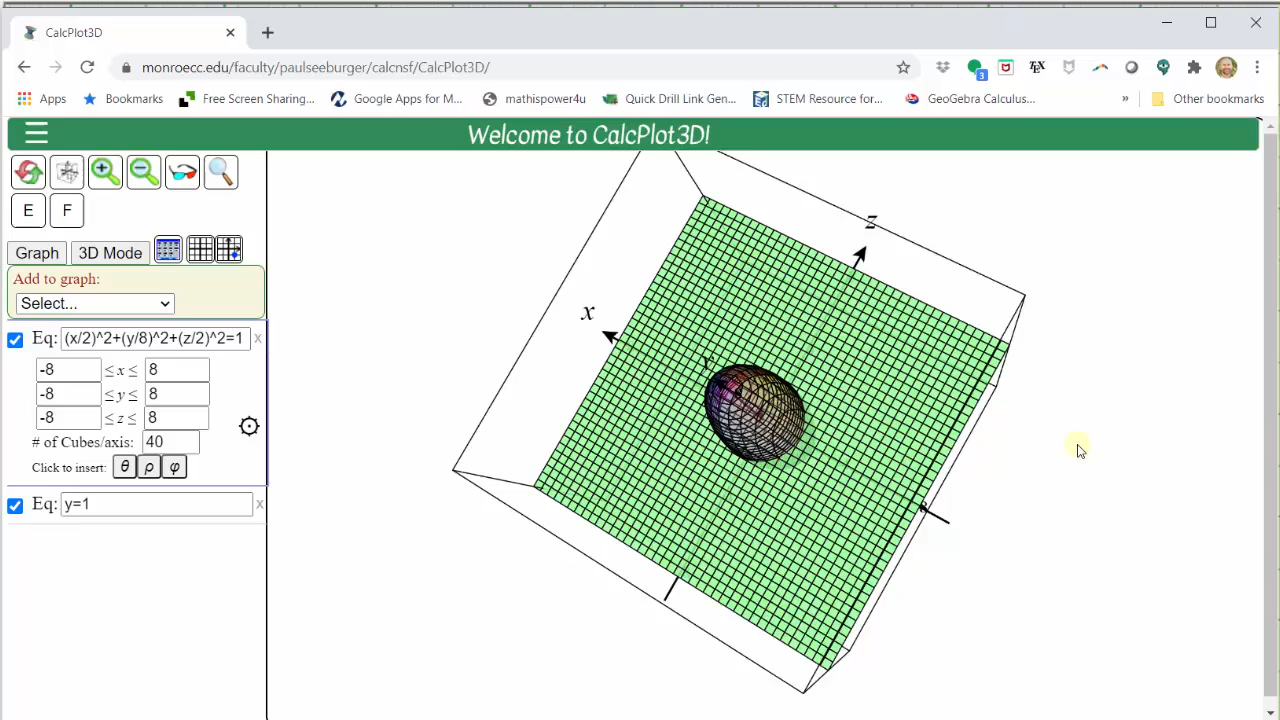 CalcPlot3D
monroecc.edu/faculty/paulseeburger/calcnsf/CalcPlot3D/
3
TEX
Apps
Bookmarks
Free Screen Sharing...
Google Apps for M...
mathispower4u
Quick Drill Link Gen...
STEM Resource for...
GeoGebra Calculus...
»
Other bookmarks
Welcome to CalcPlot3D!
E
F
Graph
3D Mode
Add to graph:
Select...
Eq: (x/2)^2+(y/8)^2+(z/2)^2=1 x
-8 ≤ x ≤ 8
-8 ≤ y ≤ 8
-8 ≤ z ≤ 8
# of Cubes/axis: 40
Click to insert: θ ρ φ
Eq: y=1 x
z
x
y